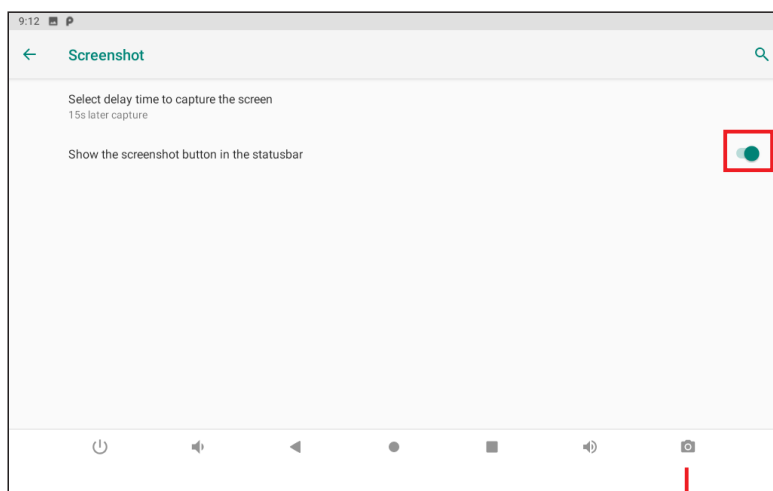 9:12
Screenshot
Select delay time to capture the screen
15s later capture
Show the screenshot button in the statusbar